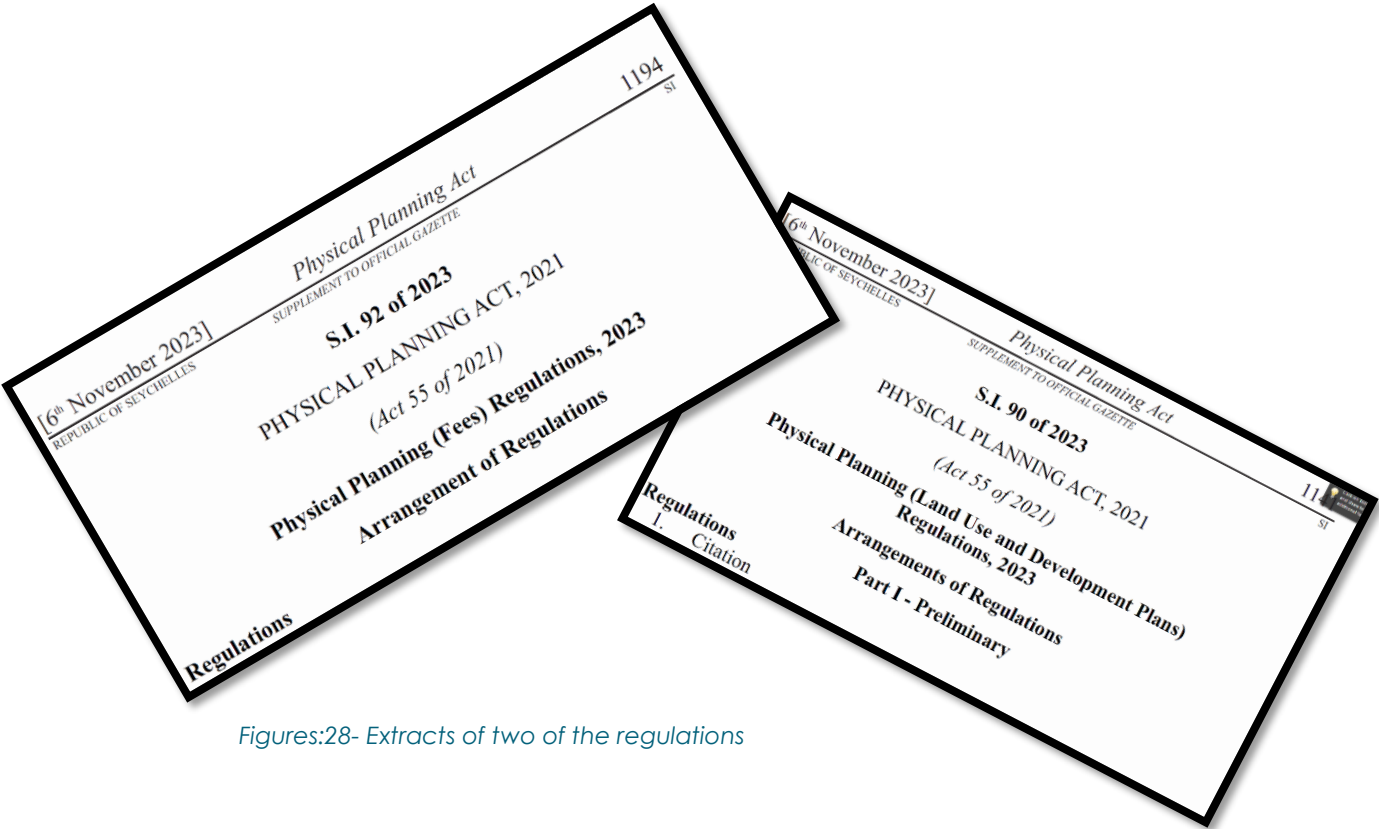 1194
SI
Physical Planning Act
SUPPLEMENT TO OFFICIAL GAZETTE
[6th November 2023]
REPUBLIC OF SEYCHELLES
S.I. 92 of 2023
PHYSICAL PLANNING ACT, 2021
(Act 55 of 2021)
Physical Planning (Fees) Regulations, 2023
Arrangement of Regulations
Regulations
[6th November 2023]
OF SEYCHELLES
Physical Planning Act
SUPPLEMENT TO OFFICIAL GAZETTE
SI
S.I. 90 of 2023
PHYSICAL PLANNING ACT, 2021
(Act 55 of 2021)
Physical Planning (Land Use and Development Plans)
Regulations, 2023
Arrangements of Regulations
Part I - Preliminary
Regulations
1.
Citation
Figures:28- Extracts of two of the regulations